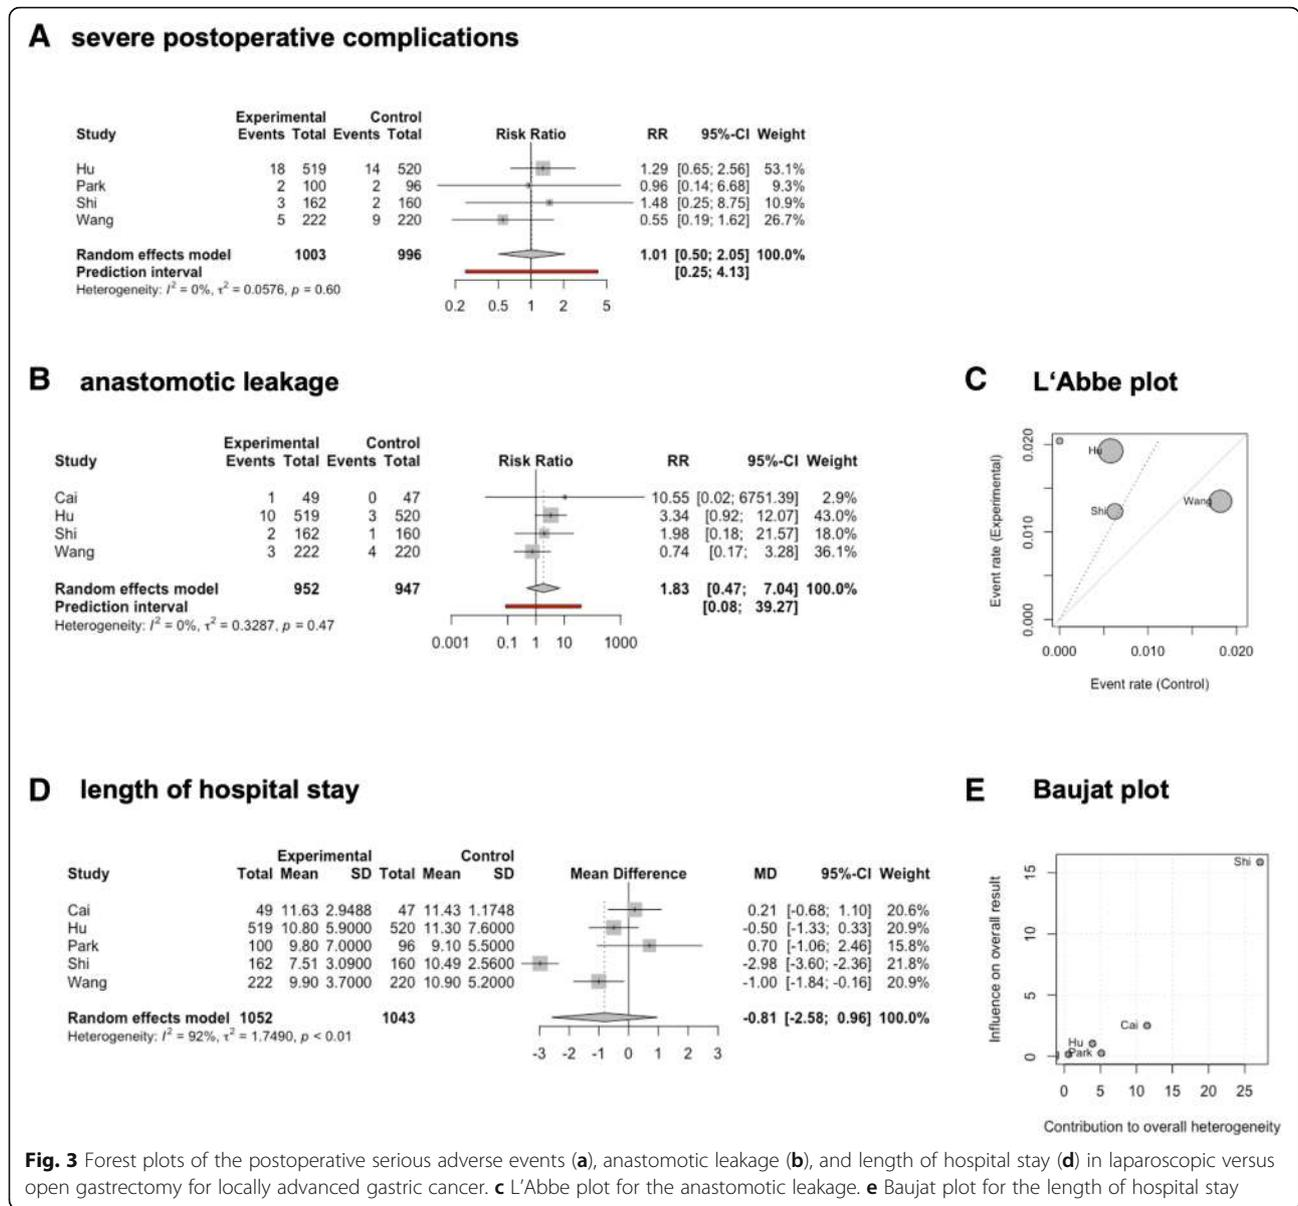 A severe postoperative complications
Experimental Control
Study Events Total Events Total Risk Ratio RR 95%-CI Weight
Hu 18 519 14 520 1.29 [0.65; 2.56] 53.1%
Park 2 100 2 96 0.96 [0.14; 6.68] 9.3%
Shi 3 162 2 160 1.48 [0.25; 8.75] 10.9%
Wang 5 222 9 220 0.55 [0.19; 1.62] 26.7%
Random effects model 1003 996 1.01 [0.50; 2.05] 100.0%
Prediction interval [0.25; 4.13]
Heterogeneity: I² = 0%, τ² = 0.0576, p = 0.60
0.2 0.5 1 2 5
B anastomotic leakage
Experimental Control
Study Events Total Events Total Risk Ratio RR 95%-CI Weight
Cai 1 49 0 47 10.55 [0.02; 6751.39] 2.9%
Hu 10 519 3 520 3.34 [0.92; 12.07] 43.0%
Shi 2 162 1 160 1.98 [0.18; 21.57] 18.0%
Wang 3 222 4 220 0.74 [0.17; 3.28] 36.1%
Random effects model 952 947 1.83 [0.47; 7.04] 100.0%
Prediction interval [0.08; 39.27]
Heterogeneity: I² = 0%, τ² = 0.3287, p = 0.47
0.001 0.1 1 10 1000
C L'Abbe plot
Event rate (Experimental)
0.020
0.010
0.000
Hu
Shi
Wang
0.000 0.010 0.020
Event rate (Control)
D length of hospital stay
Experimental Control
Study Total Mean SD Total Mean SD Mean Difference MD 95%-CI Weight
Cai 49 11.63 2.9488 47 11.43 1.1748 0.21 [-0.68; 1.10] 20.6%
Hu 519 10.80 5.9000 520 11.30 7.6000 -0.50 [-1.33; 0.33] 20.9%
Park 100 9.80 7.0000 96 9.10 5.5000 0.70 [-1.06; 2.46] 15.8%
Shi 162 7.51 3.0900 160 10.49 2.5600 -2.98 [-3.60; -2.36] 21.8%
Wang 222 9.90 3.7000 220 10.90 5.2000 -1.00 [-1.84; -0.16] 20.9%
Random effects model 1052 1043 -0.81 [-2.58; 0.96] 100.0%
Heterogeneity: I² = 92%, τ² = 1.7490, p < 0.01
-3 -2 -1 0 1 2 3
E Baujat plot
Influence on overall result
15
10
5
0
Shi
Cai
Hu
Park
0 5 10 15 20 25
Contribution to overall heterogeneity
Fig. 3 Forest plots of the postoperative serious adverse events (a), anastomotic leakage (b), and length of hospital stay (d) in laparoscopic versus
open gastrectomy for locally advanced gastric cancer. c L'Abbe plot for the anastomotic leakage. e Baujat plot for the length of hospital stay